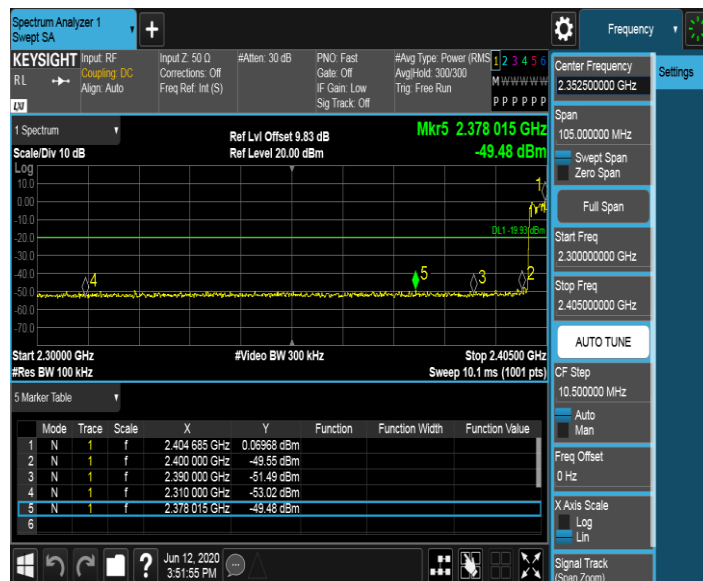 Spectrum Analyzer 1
Swept SA
Frequency
KEYSIGHT Input: RF Input Z: 50 Ω #Atten: 30 dB PNO: Fast #Avg Type: Power (RMS 1 2 3 4 5 6
RL Coupling: DC Corrections: Off Gate: Off Avg|Hold: 300/300 M W W W W W
Align: Auto Freq Ref: Int (S) IF Gain: Low Trig: Free Run
Sig Track: Off P P P P P P
LXI
1 Spectrum
Ref Lvl Offset 9.83 dB Mkr5 2.378 015 GHz
Scale/Div 10 dB Ref Level 20.00 dBm -49.48 dBm
Log
10.0
0.00
-10.0
-20.0
-30.0
-40.0
-50.0
-60.0
-70.0
1
DL1 -19.93 dBm
4 5 3 2
Start 2.30000 GHz #Video BW 300 kHz Stop 2.40500 GHz
#Res BW 100 kHz Sweep 10.1 ms (1001 pts)
5 Marker Table
Mode Trace Scale X Y Function Function Width Function Value
1 N 1 f 2.404 685 GHz 0.06968 dBm
2 N 1 f 2.400 000 GHz -49.55 dBm
3 N 1 f 2.390 000 GHz -51.49 dBm
4 N 1 f 2.310 000 GHz -53.02 dBm
5 N 1 f 2.378 015 GHz -49.48 dBm
6
Jun 12, 2020
3:51:55 PM
Center Frequency
2.352500000 GHz
Settings
Span
105.000000 MHz
Swept Span
Zero Span
Full Span
Start Freq
2.300000000 GHz
Stop Freq
2.405000000 GHz
AUTO TUNE
CF Step
10.500000 MHz
Auto
Man
Freq Offset
0 Hz
X Axis Scale
Log
Lin
Signal Track
(Span Zoom)